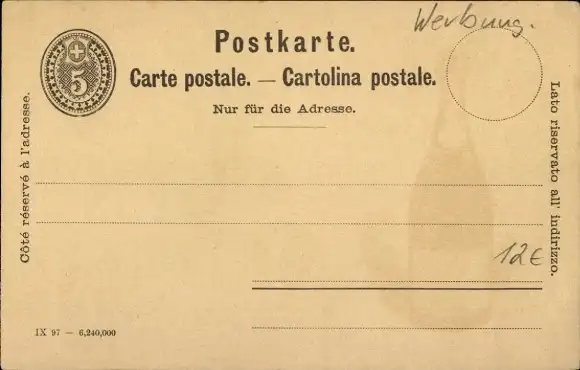 Werbung.
Postkarte.
5
Carte postale. — Cartolina postale.
Nur für die Adresse.
Côté réservé à l'adresse.
Lato riservato all' indirizzo.
12€
IX 97 — 6,240,000